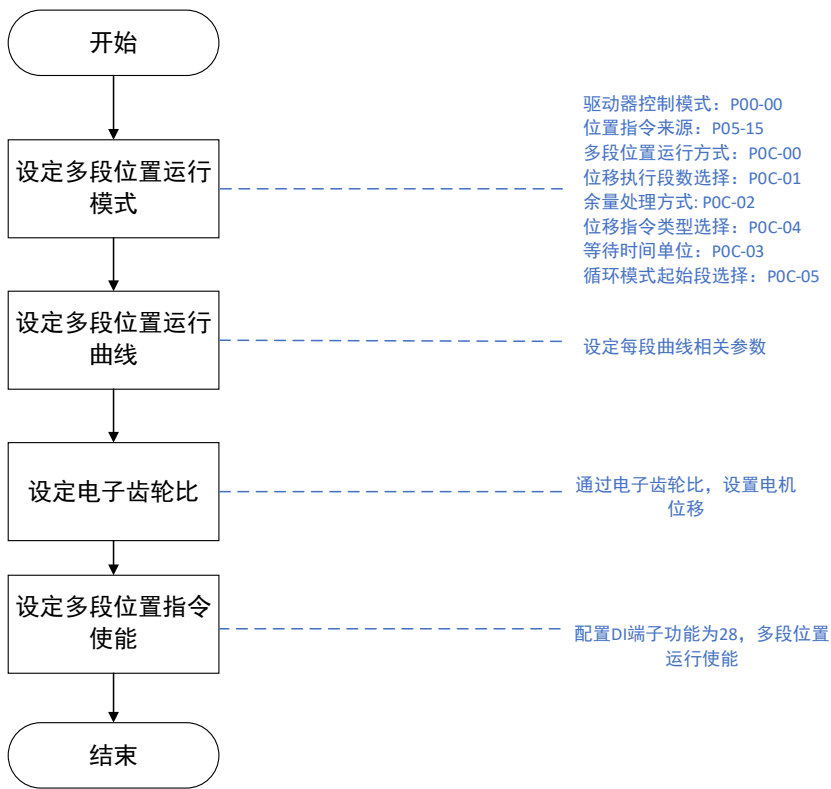 开始
设定多段位置运行
模式
驱动器控制模式：P00-00
位置指令来源：P05-15
多段位置运行方式：P0C-00
位移执行段数选择：P0C-01
余量处理方式: P0C-02
位移指令类型选择：P0C-04
等待时间单位：P0C-03
循环模式起始段选择：P0C-05
设定多段位置运行
曲线
设定每段曲线相关参数
设定电子齿轮比
通过电子齿轮比，设置电机
位移
设定多段位置指令
使能
配置DI端子功能为28，多段位置
运行使能
结束